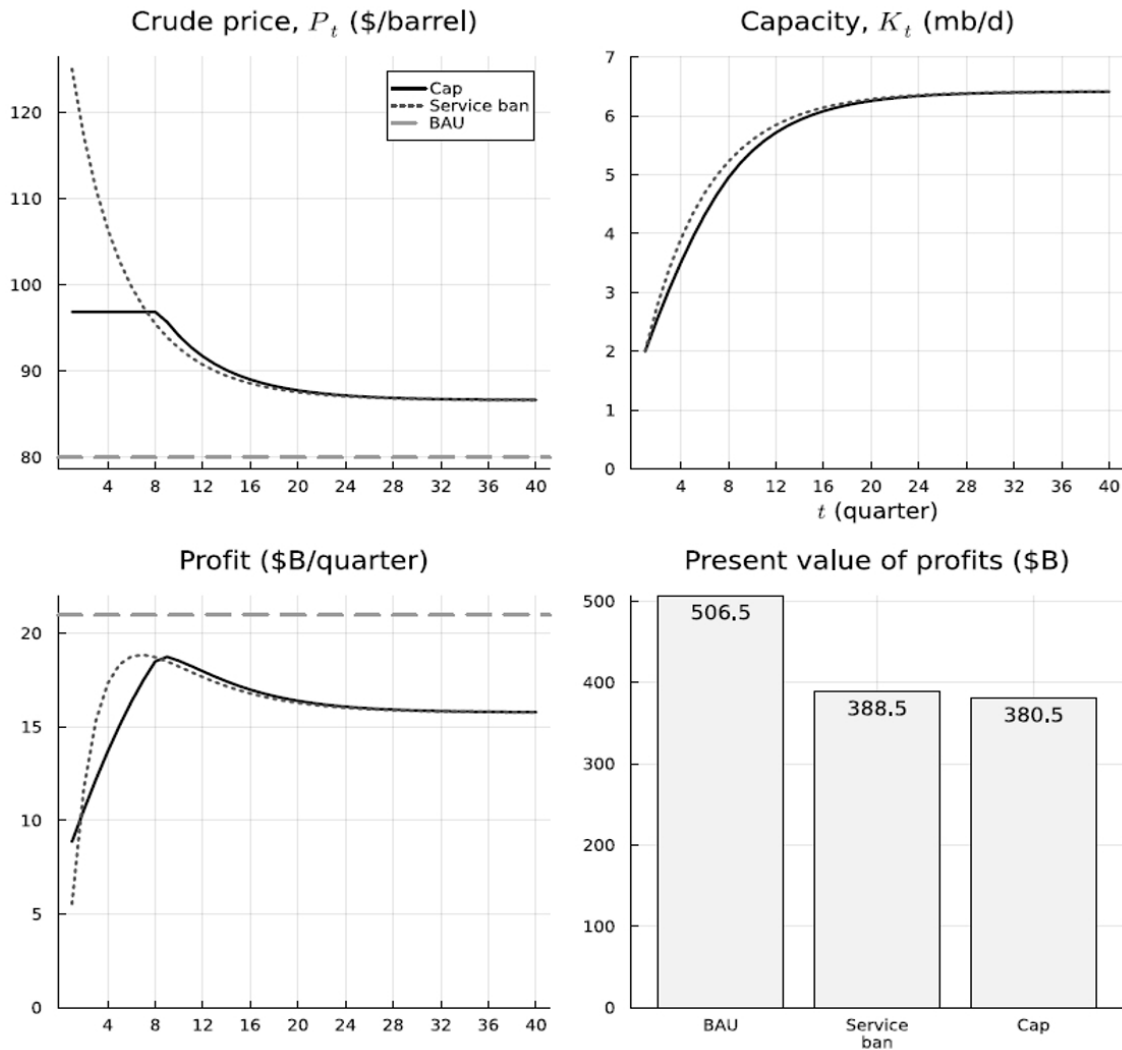 Crude price, P_t ($/barrel)
120
110
100
90
80
4 8 12 16 20 24 28 32 36 40
Cap
Service ban
BAU
Capacity, K_t (mb/d)
7
6
5
4
3
2
1
0
4 8 12 16 20 24 28 32 36 40
t (quarter)
Profit ($B/quarter)
20
15
10
5
0
4 8 12 16 20 24 28 32 36 40
Present value of profits ($B)
500
400
300
200
100
0
506.5
388.5
380.5
BAU
Service
ban
Cap